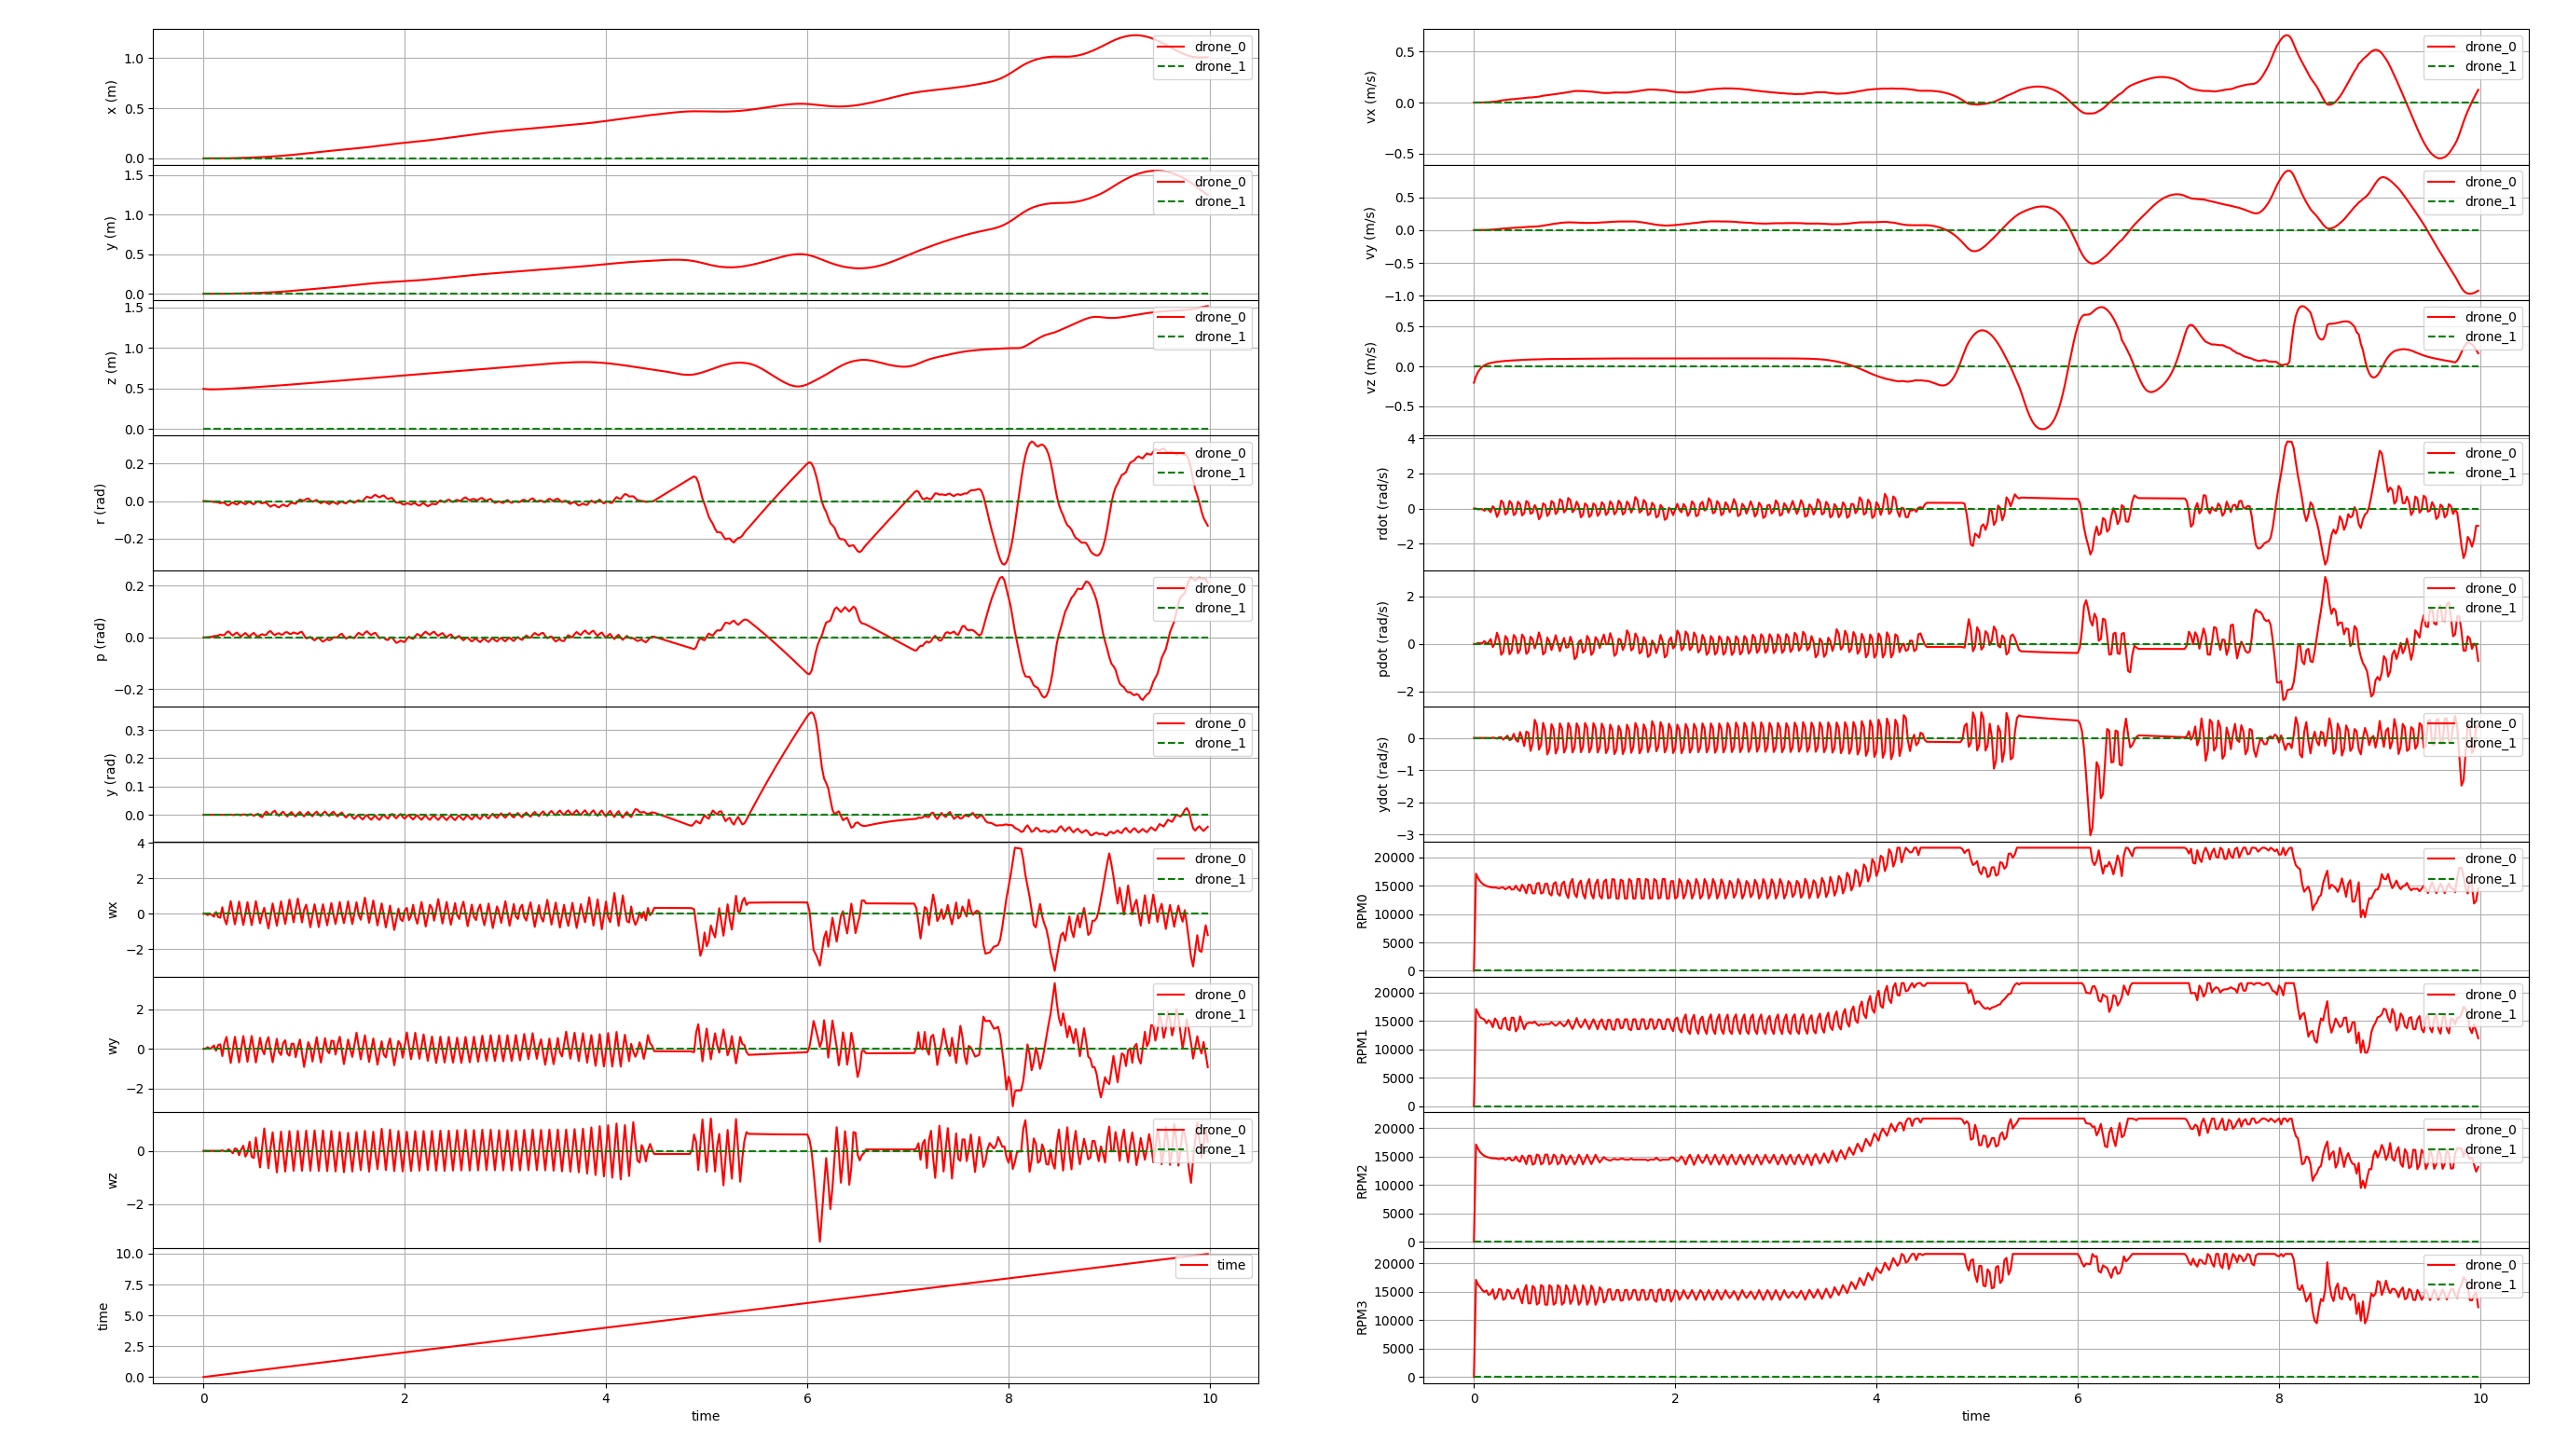 x (m)
1.0
0.5
0.0
drone_0
drone_1
y (m)
1.5
1.0
0.5
0.0
drone_0
drone_1
z (m)
1.5
1.0
0.5
0.0
drone_0
drone_1
r (rad)
0.2
0.0
−0.2
drone_0
drone_1
p (rad)
0.2
0.0
−0.2
drone_0
drone_1
y (rad)
0.3
0.2
0.1
0.0
drone_0
drone_1
wx
4
2
0
−2
drone_0
drone_1
wy
2
0
−2
drone_0
drone_1
wz
0
−2
drone_0
drone_1
time
10.0
7.5
5.0
2.5
0.0
time
0 2 4 6 8 10
time
vx (m/s)
0.5
0.0
−0.5
drone_0
drone_1
vy (m/s)
0.5
0.0
−0.5
−1.0
drone_0
drone_1
vz (m/s)
0.5
0.0
−0.5
drone_0
drone_1
rdot (rad/s)
4
2
0
−2
drone_0
drone_1
pdot (rad/s)
2
0
−2
drone_0
drone_1
ydot (rad/s)
0
−1
−2
−3
drone_0
drone_1
RPM0
20000
15000
10000
5000
0
drone_0
drone_1
RPM1
20000
15000
10000
5000
0
drone_0
drone_1
RPM2
20000
15000
10000
5000
0
drone_0
drone_1
RPM3
20000
15000
10000
5000
0
drone_0
drone_1
0 2 4 6 8 10
time